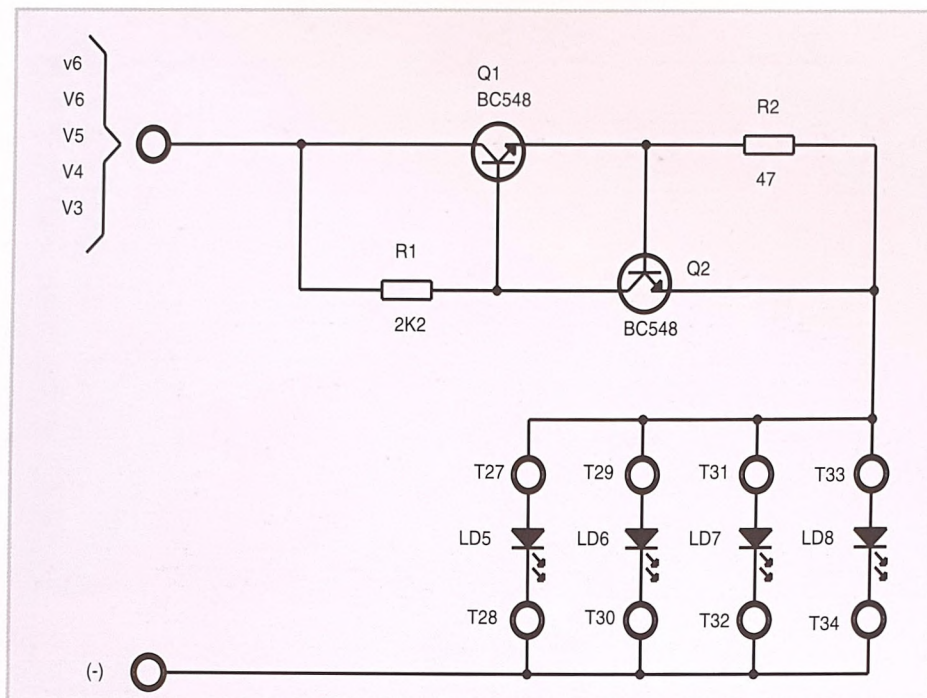 v6
V6
V5
V4
V3
Q1
BC548
R2
47
R1
2K2
Q2
BC548
T27
T29
T31
T33
LD5
LD6
LD7
LD8
T28
T30
T32
T34
(-)